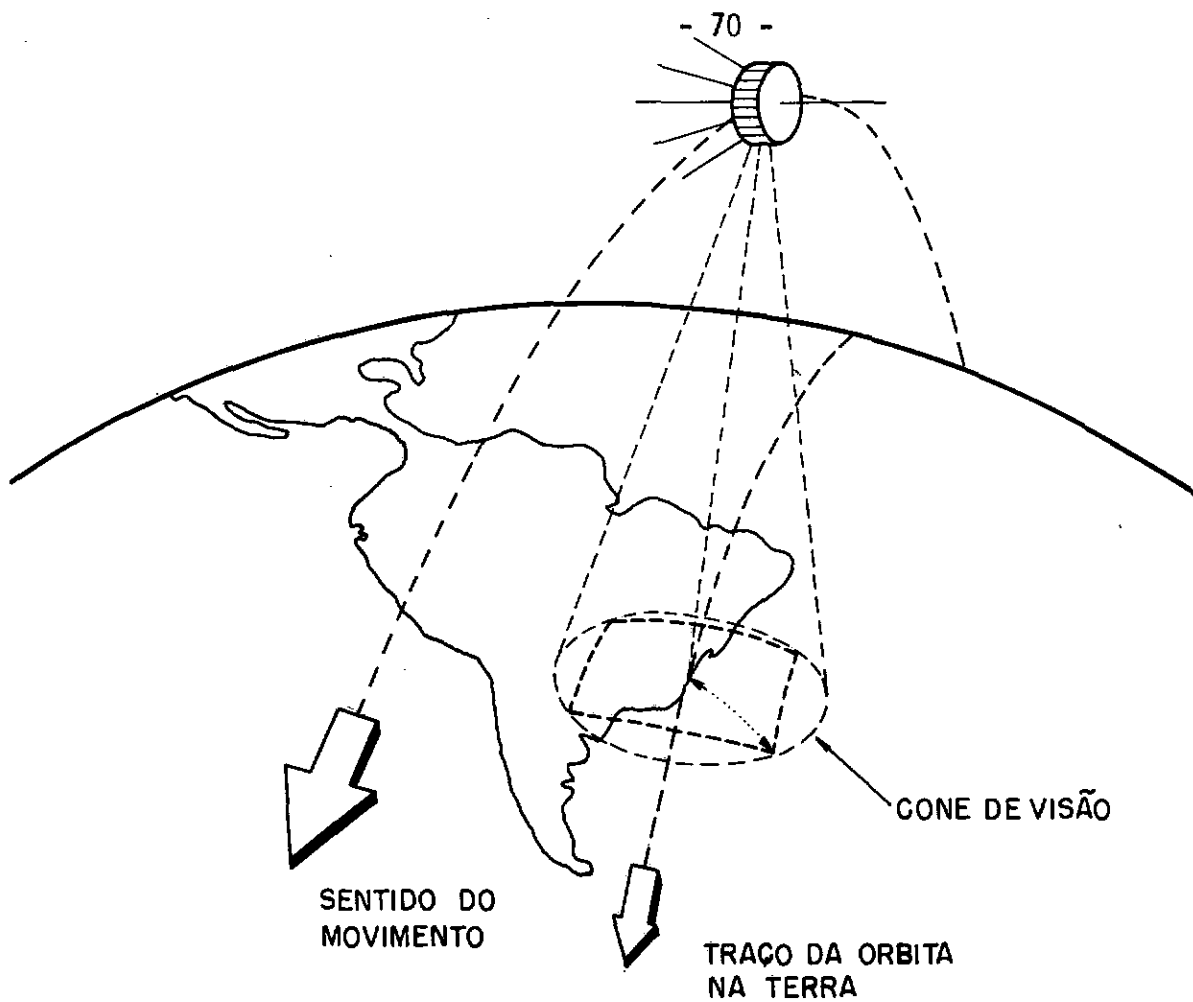 - 70 -
CONE DE VISÃO
SENTIDO DO
MOVIMENTO
TRAÇO DA ORBITA
NA TERRA